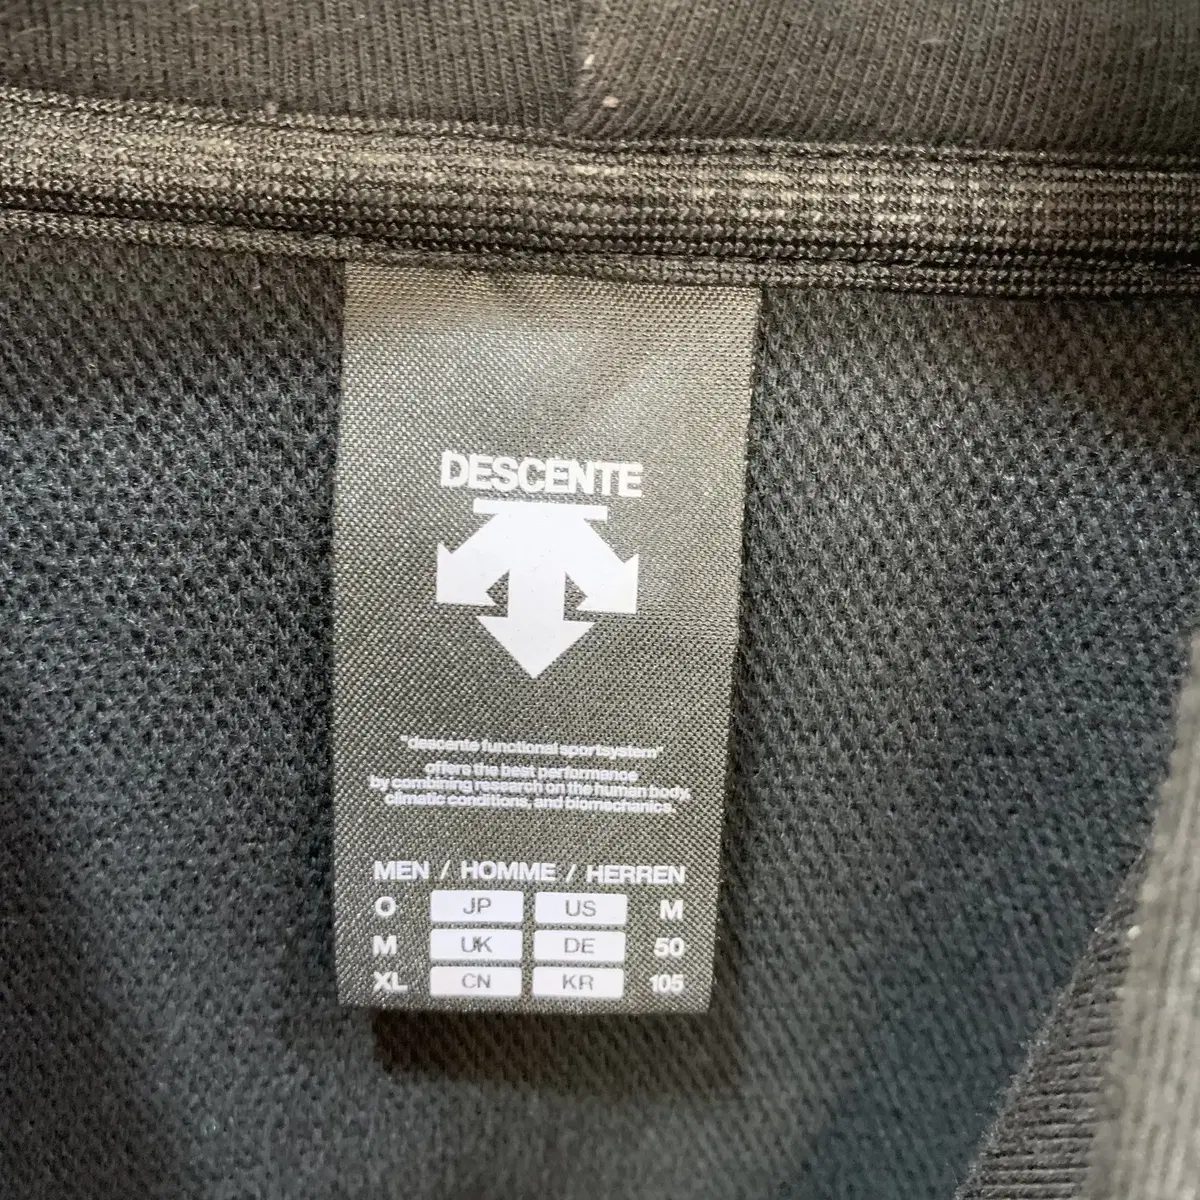 DESCENTE
"descente functional sportsystem"
offers the best performance
by combining research on the human body,
climatic conditions, and biomechanics.
MEN / HOMME / HERREN
O JP US M
M UK DE 50
XL CN KR 105